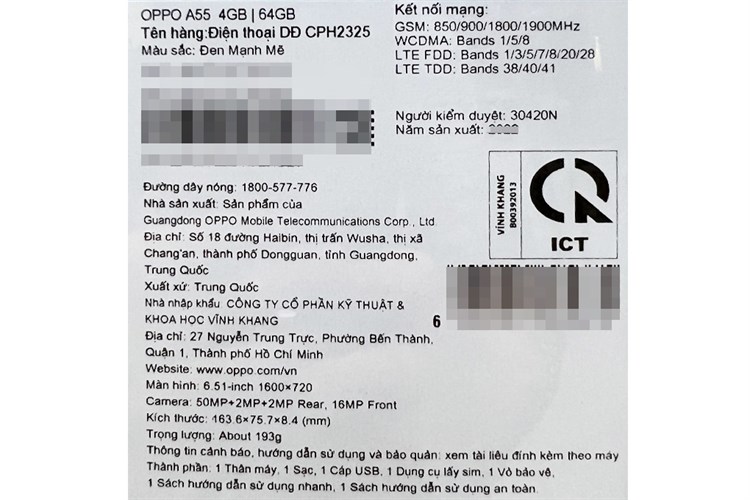 OPPO A55 4GB | 64GB
Tên hàng:Điện thoại DĐ CPH2325
Màu sắc: Đen Mạnh Mẽ
Kết nối mạng:
GSM: 850/900/1800/1900MHz
WCDMA: Bands 1/5/8
LTE FDD: Bands 1/3/5/7/8/20/28
LTE TDD: Bands 38/40/41
Người kiểm duyệt: 30420N
Năm sản xuất:
VĨNH KHANG
B00392013
ICT
Đường dây nóng: 1800-577-776
Nhà sản xuất: Sản phẩm của
Guangdong OPPO Mobile Telecommunications Corp., Ltd.
Địa chỉ: Số 18 đường Haibin, thị trấn Wusha, thị xã
Chang'an, thành phố Dongguan, tỉnh Guangdong,
Trung Quốc
Xuất xứ: Trung Quốc
Nhà nhập khẩu: CÔNG TY CỔ PHẦN KỸ THUẬT &
KHOA HỌC VĨNH KHANG
6
Địa chỉ: 27 Nguyễn Trung Trực, Phường Bến Thành,
Quận 1, Thành phố Hồ Chí Minh
Website: www.oppo.com/vn
Màn hình: 6.51-inch 1600×720
Camera: 50MP+2MP+2MP Rear, 16MP Front
Kích thước: 163.6×75.7×8.4 (mm)
Trọng lượng: About 193g
Thông tin cảnh báo, hướng dẫn sử dụng và bảo quản: xem tài liệu đính kèm theo máy
Thành phần: 1 Thân máy, 1 Sạc, 1 Cáp USB, 1 Dụng cụ lấy sim, 1 Vỏ bảo vệ,
1 Sách hướng dẫn sử dụng nhanh, 1 Sách hướng dẫn sử dụng an toàn.